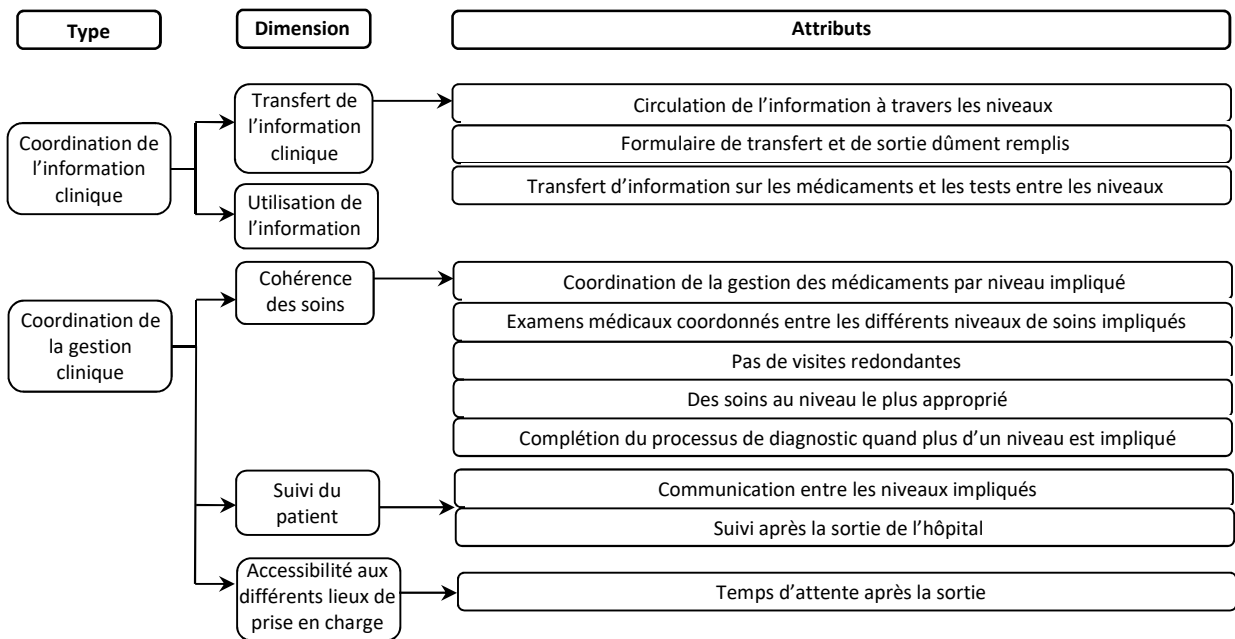 Type
Dimension
Attributs
Coordination de
l’information
clinique
Transfert de
l’information
clinique
Circulation de l’information à travers les niveaux
Formulaire de transfert et de sortie dûment remplis
Transfert d’information sur les médicaments et les tests entre les niveaux
Utilisation de
l’information
Coordination de
la gestion
clinique
Cohérence
des soins
Coordination de la gestion des médicaments par niveau impliqué
Examens médicaux coordonnés entre les différents niveaux de soins impliqués
Pas de visites redondantes
Des soins au niveau le plus approprié
Complétion du processus de diagnostic quand plus d’un niveau est impliqué
Suivi du
patient
Communication entre les niveaux impliqués
Suivi après la sortie de l’hôpital
Accessibilité aux
différents lieux de
prise en charge
Temps d’attente après la sortie